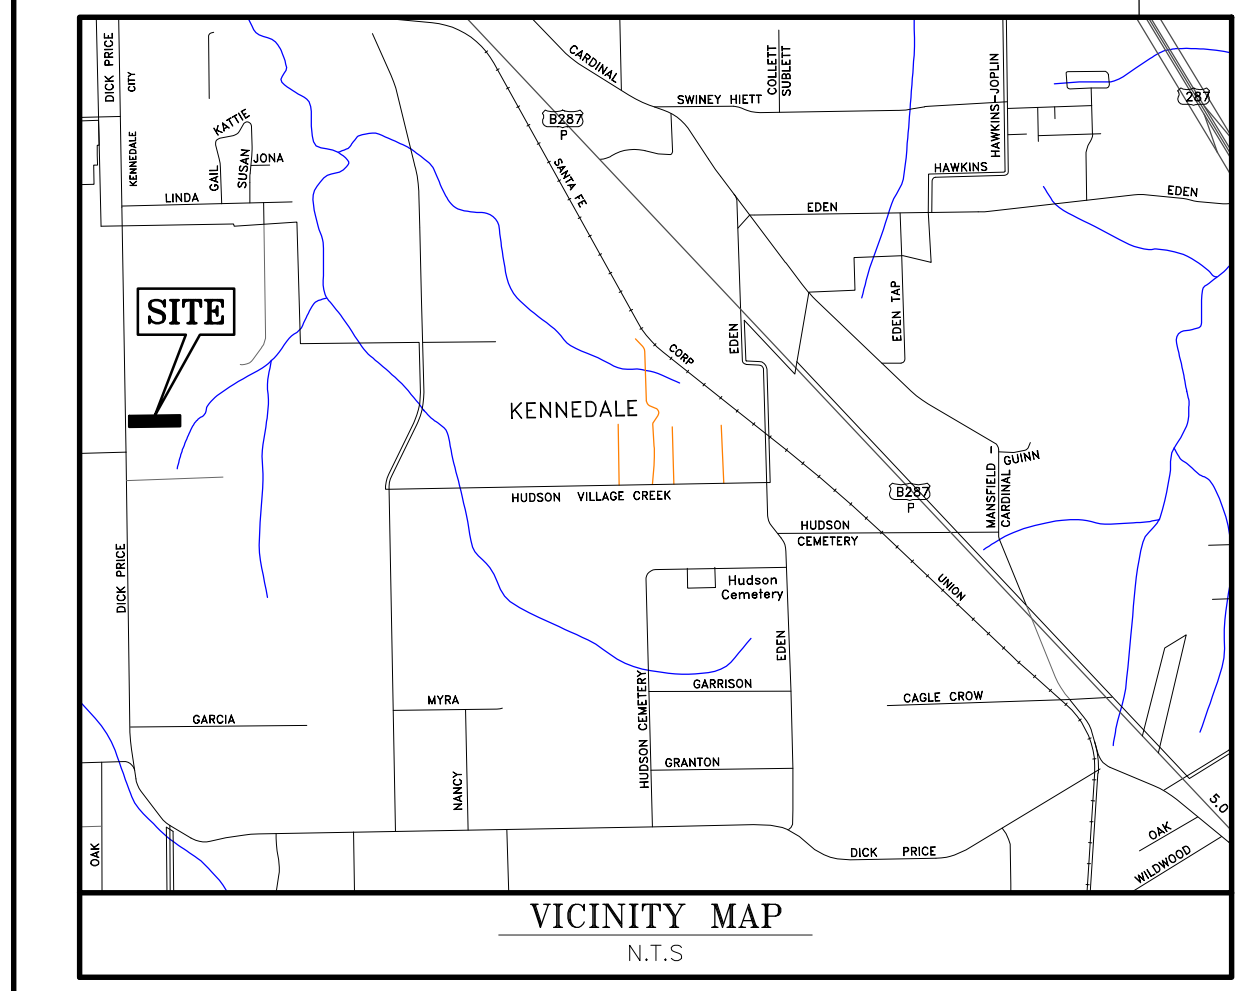 DICK PRICE
CITY
KENNEDALE
KATTIE
GAIL
SUSAN
JONA
LINDA
CARDINAL
COLLETT
SUBLETT
SWINEY HIETT
HAWKINS-JOPLIN
287
B287
P
SANTA FE
HAWKINS
EDEN
EDEN
SITE
EDEN TAP
EDEN
CORP
KENNEDALE
MANSFIELD -
CARDINAL
GUINN
B287
P
HUDSON VILLAGE CREEK
HUDSON
CEMETERY
DICK PRICE
Hudson
Cemetery
UNION
EDEN
GARRISON
HUDSON CEMETERY
MYRA
CAGLE CROW
GARCIA
GRANTON
NANCY
5.0
OAK
OAK
WILDWOOD
DICK PRICE
VICINITY MAP
N.T.S